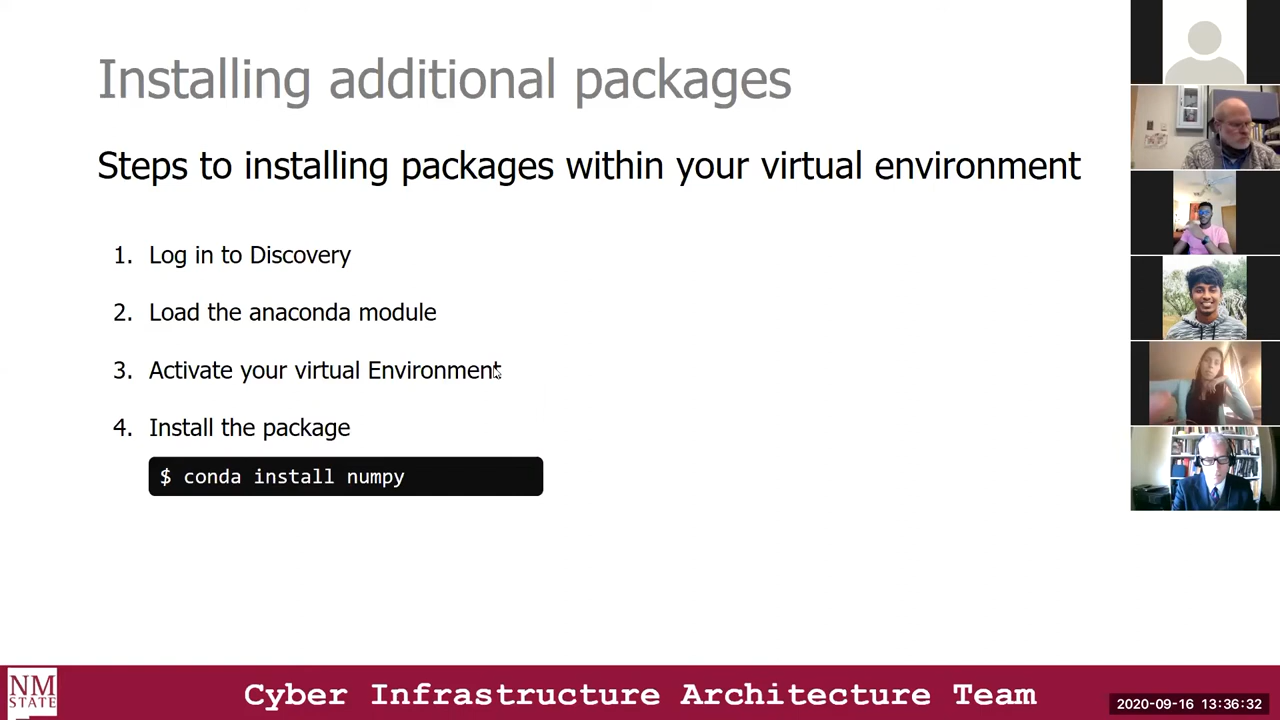 Installing additional packages
Steps to installing packages within your virtual environment
1. Log in to Discovery
2. Load the anaconda module
3. Activate your virtual Environment
4. Install the package
$ conda install numpy
NM
STATE
Cyber Infrastructure Architecture Team
2020-09-16 13:36:32